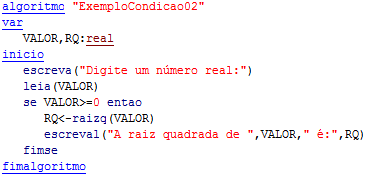 algoritmo "ExemploCondicao02"
var
   VALOR,RQ:real
inicio
   escreva("Digite um número real:")
   leia(VALOR)
   se VALOR>=0 entao
      RQ<-raizq(VALOR)
      escreval("A raiz quadrada de ",VALOR," é:",RQ)
   fimse
fimalgoritmo